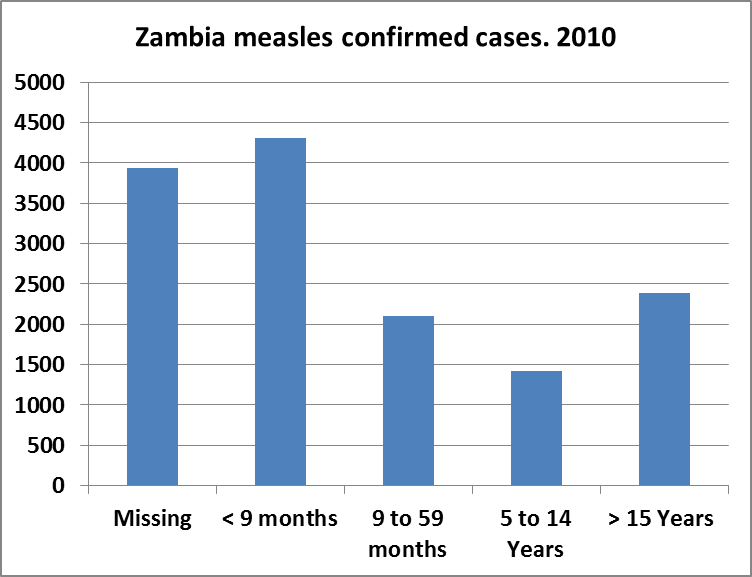 Zambia measles confirmed cases. 2010
5000
4500
4000
3500
3000
2500
2000
1500
1000
500
0
Missing
< 9 months
9 to 59
months
5 to 14
Years
> 15 Years